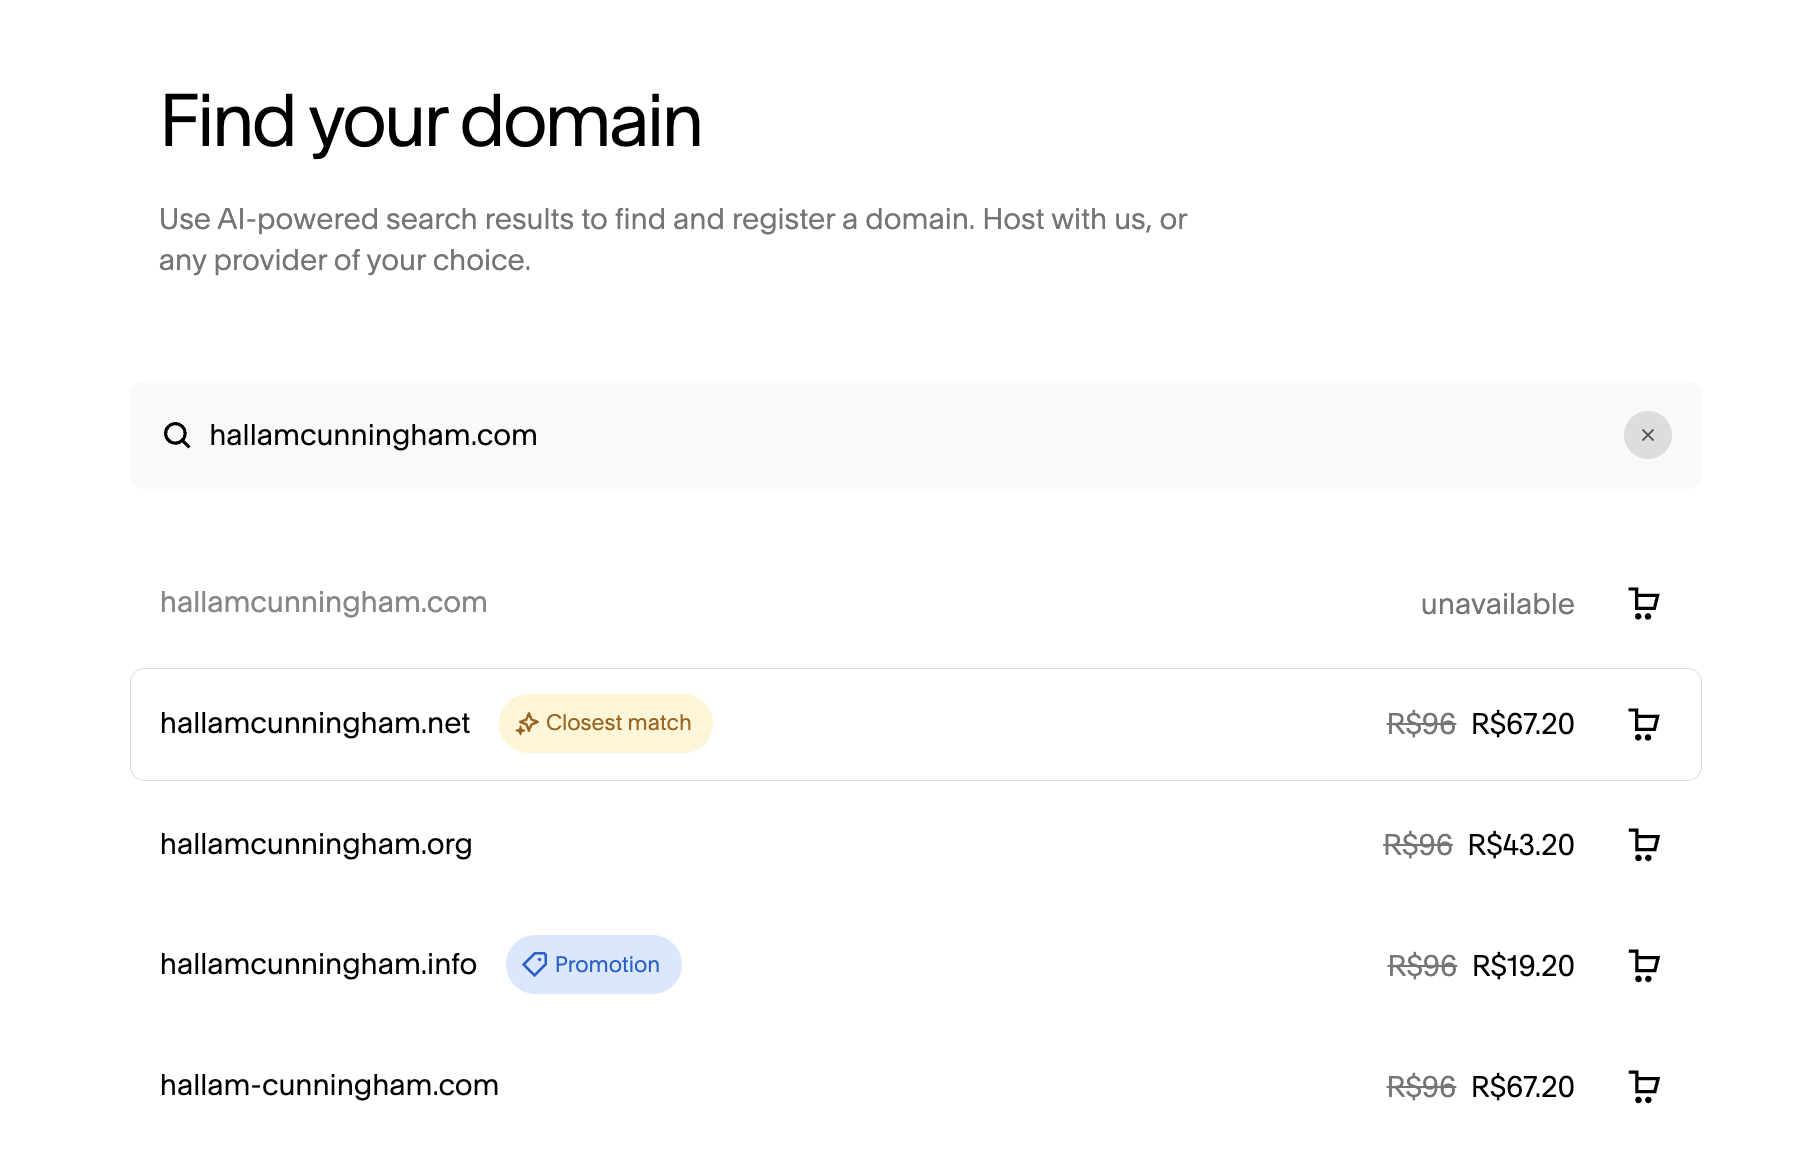 Find your domain
Use AI-powered search results to find and register a domain. Host with us, or
any provider of your choice.
hallamcunningham.com
hallamcunningham.com unavailable
hallamcunningham.net Closest match R$96 R$67.20
hallamcunningham.org R$96 R$43.20
hallamcunningham.info Promotion R$96 R$19.20
hallam-cunningham.com R$96 R$67.20